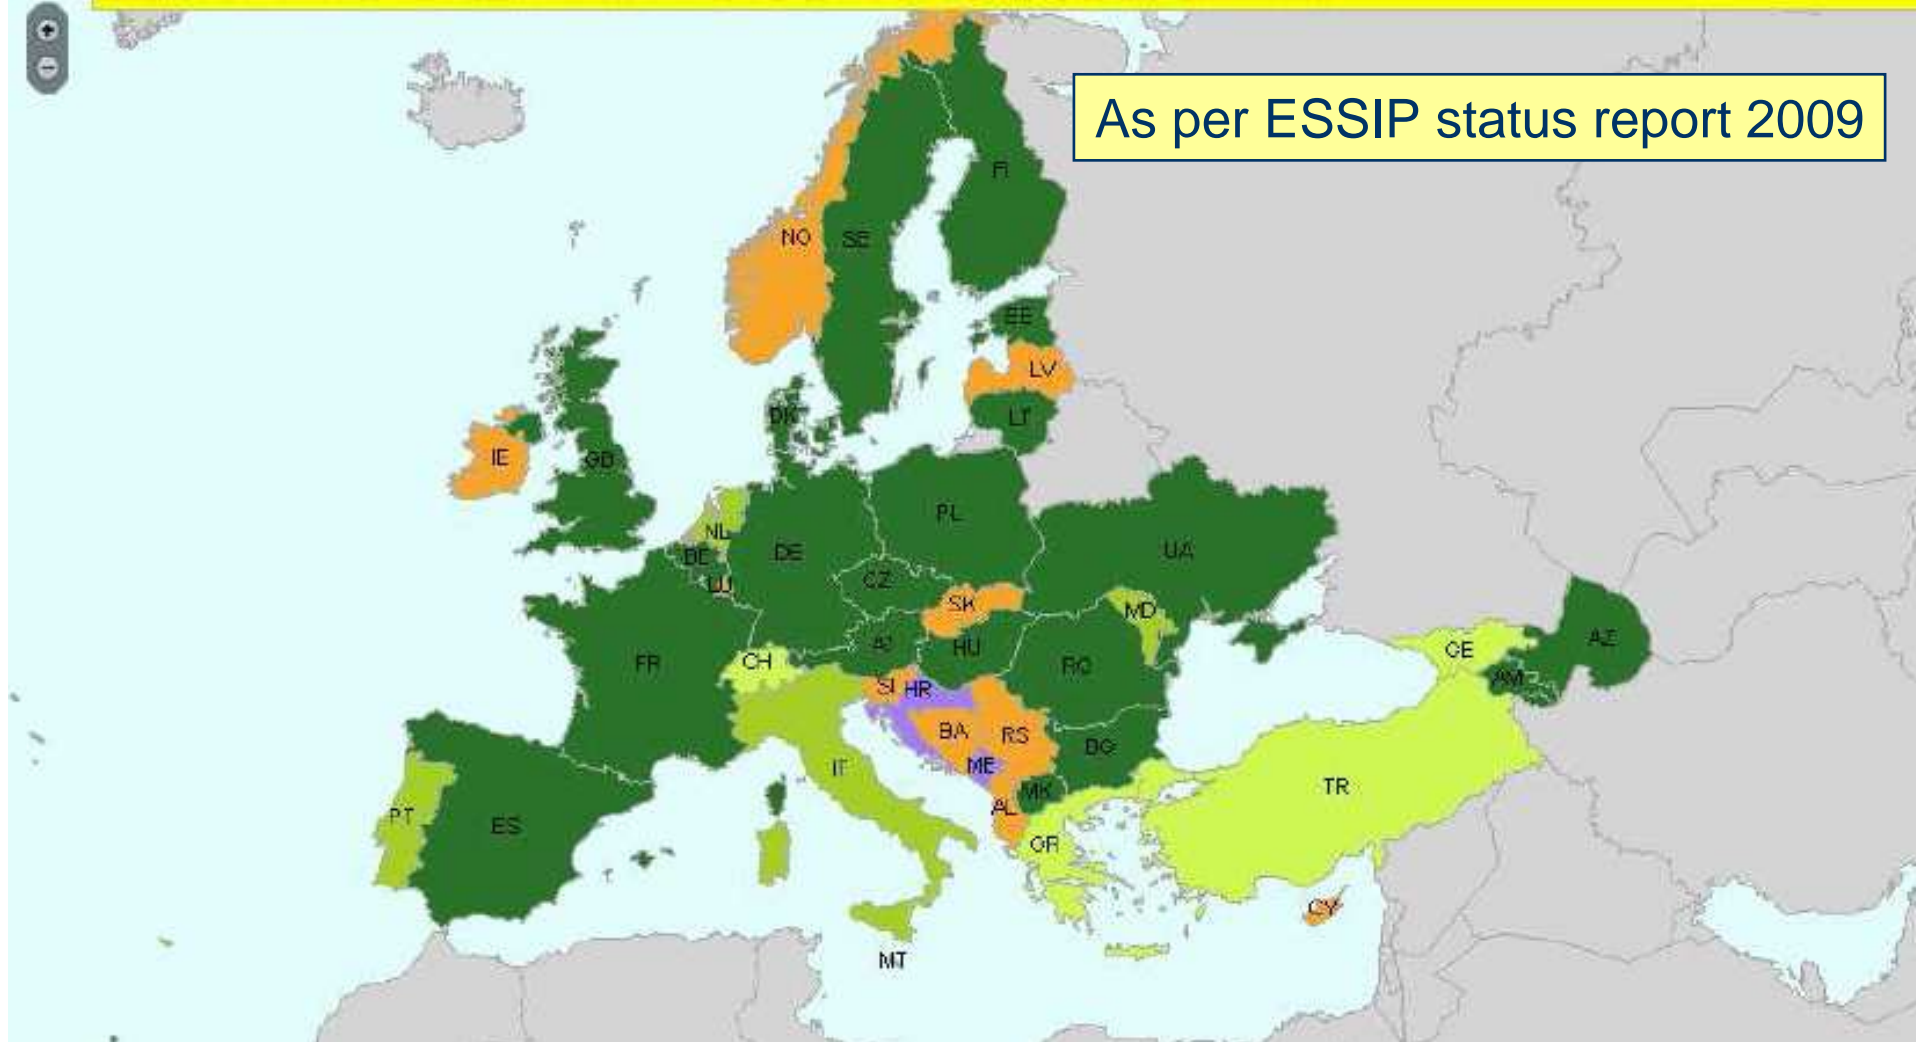 As per ESSIP status report 2009
FI
NO
SE
EE
LV
LT
DK
IE
GB
PL
NL
UA
BE
DE
CZ
LU
SK
MD
AZ
HU
FR
CH
RO
GE
AM
SI HR
BA
RS
BG
IT
ME
TR
MK
AL
PT
ES
GR
CY
MT